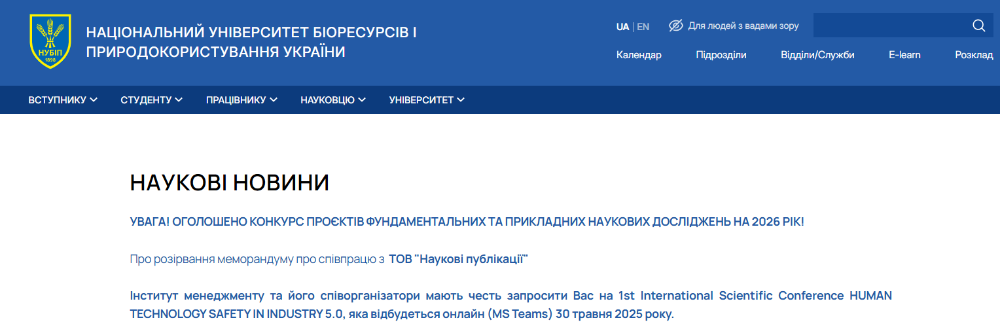 НУБІП
1898
НАЦІОНАЛЬНИЙ УНІВЕРСИТЕТ БІОРЕСУРСІВ І
ПРИРОДОКОРИСТУВАННЯ УКРАЇНИ
UA | EN Для людей з вадами зору
Календар Підрозділи Відділи/Служби E-learn Розклад
ВСТУПНИКУ СТУДЕНТУ ПРАЦІВНИКУ НАУКОВЦЮ УНІВЕРСИТЕТ
НАУКОВІ НОВИНИ
УВАГА! ОГОЛОШЕНО КОНКУРС ПРОЄКТІВ ФУНДАМЕНТАЛЬНИХ ТА ПРИКЛАДНИХ НАУКОВИХ ДОСЛІДЖЕНЬ НА 2026 РІК!
Про розірвання меморандуму про співпрацю з ТОВ "Наукові публікації"
Інститут менеджменту та його співорганізатори мають честь запросити Вас на 1st International Scientific Conference HUMAN
TECHNOLOGY SAFETY IN INDUSTRY 5.0, яка відбудеться онлайн (MS Teams) 30 травня 2025 року.